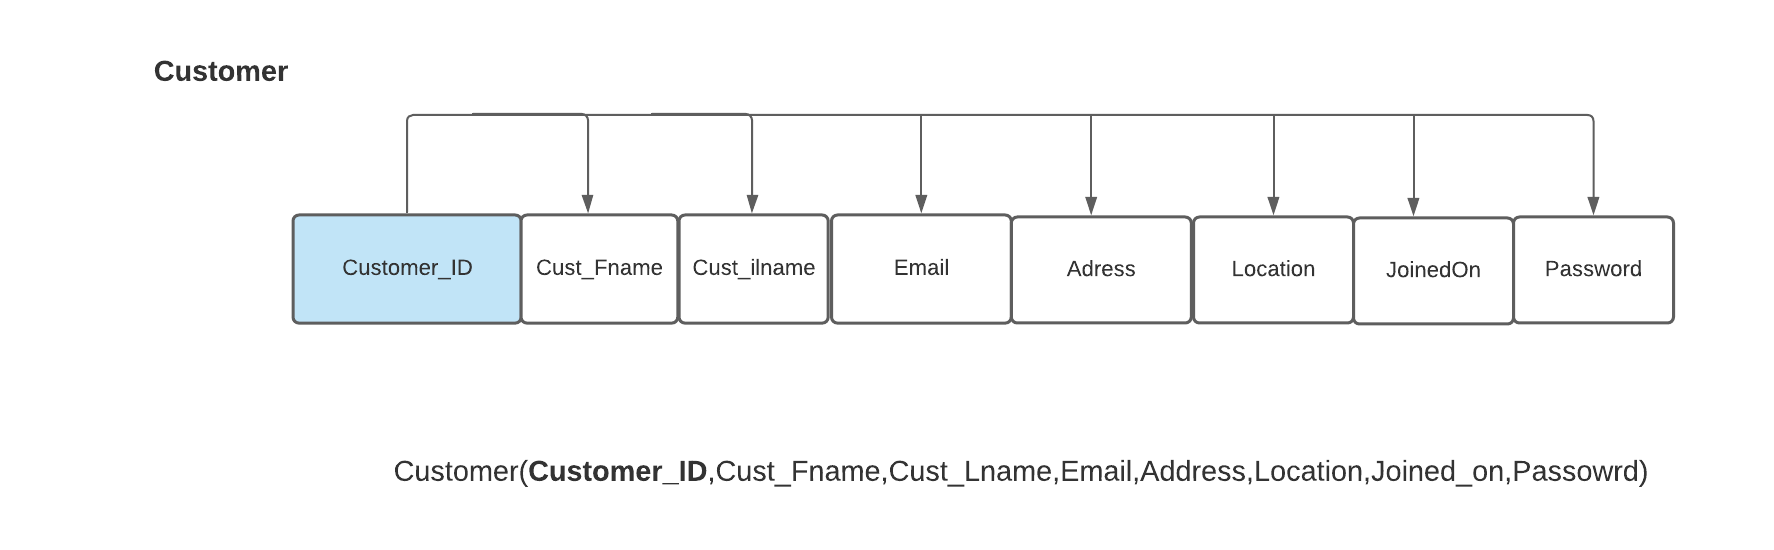 Customer
Customer_ID Cust_Fname Cust_ilname Email Adress Location JoinedOn Password
Customer(Customer_ID,Cust_Fname,Cust_Lname,Email,Address,Location,Joined_on,Passowrd)